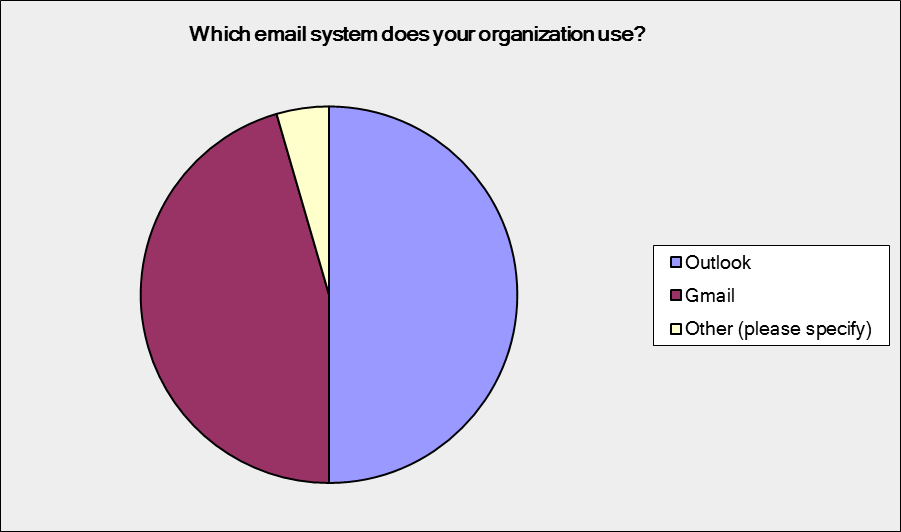 Which email system does your organization use?
Outlook
Gmail
Other (please specify)